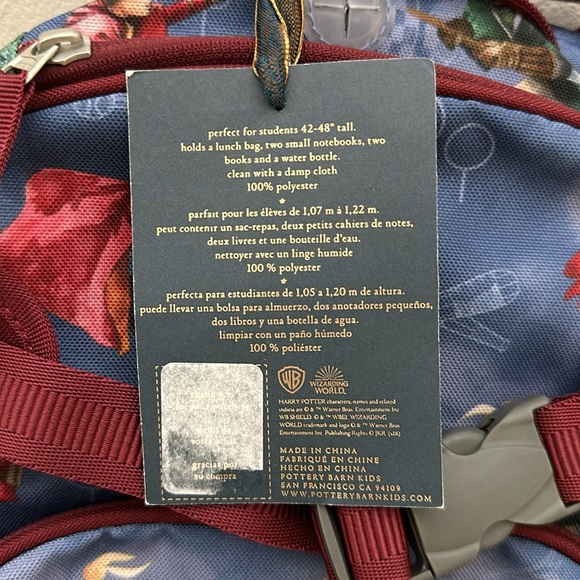 perfect for students 42-48" tall.
holds a lunch bag, two small notebooks, two
books and a water bottle.
clean with a damp cloth
100% polyester
parfait pour les élèves de 1,07 m à 1,22 m.
peut contenir un sac-repas, deux petits cahiers de notes,
deux livres et une bouteille d'eau.
nettoyer avec un linge humide
100 % polyester
perfecta para estudiantes de 1,05 a 1,20 m de altura.
puede llevar una bolsa para almuerzo, dos anotadores pequeños,
dos libros y una botella de agua.
limpiar con un paño húmedo
100 % poliéster
gracias por
su compra
WB
WIZARDING
WORLD
HARRY POTTER characters, names and related
indicia are © & ™ Warner Bros. Entertainment Inc.
WB SHIELD: © & ™ WBEI. WIZARDING
WORLD trademark and logo © & ™ Warner Bros.
Entertainment Inc. Publishing Rights © JKR (s18)
MADE IN CHINA
FABRIQUÉ EN CHINE
HECHO EN CHINA
POTTERY BARN KIDS
SAN FRANCISCO CA 94109
WWW.POTTERYBARNKIDS.COM